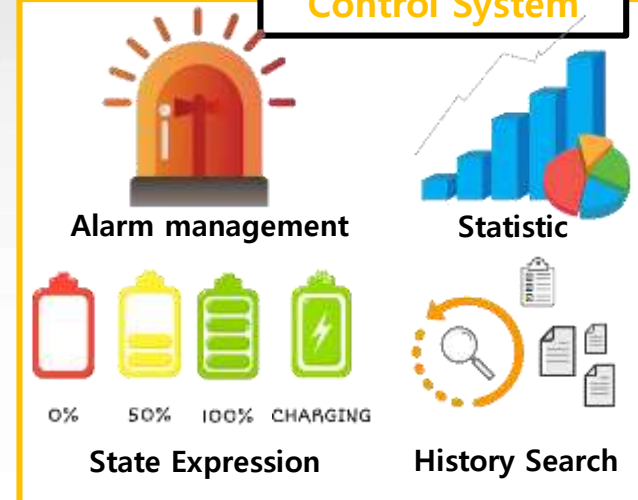 Control System
Alarm management
Statistic
0% 50% 100% CHARGING
State Expression
History Search